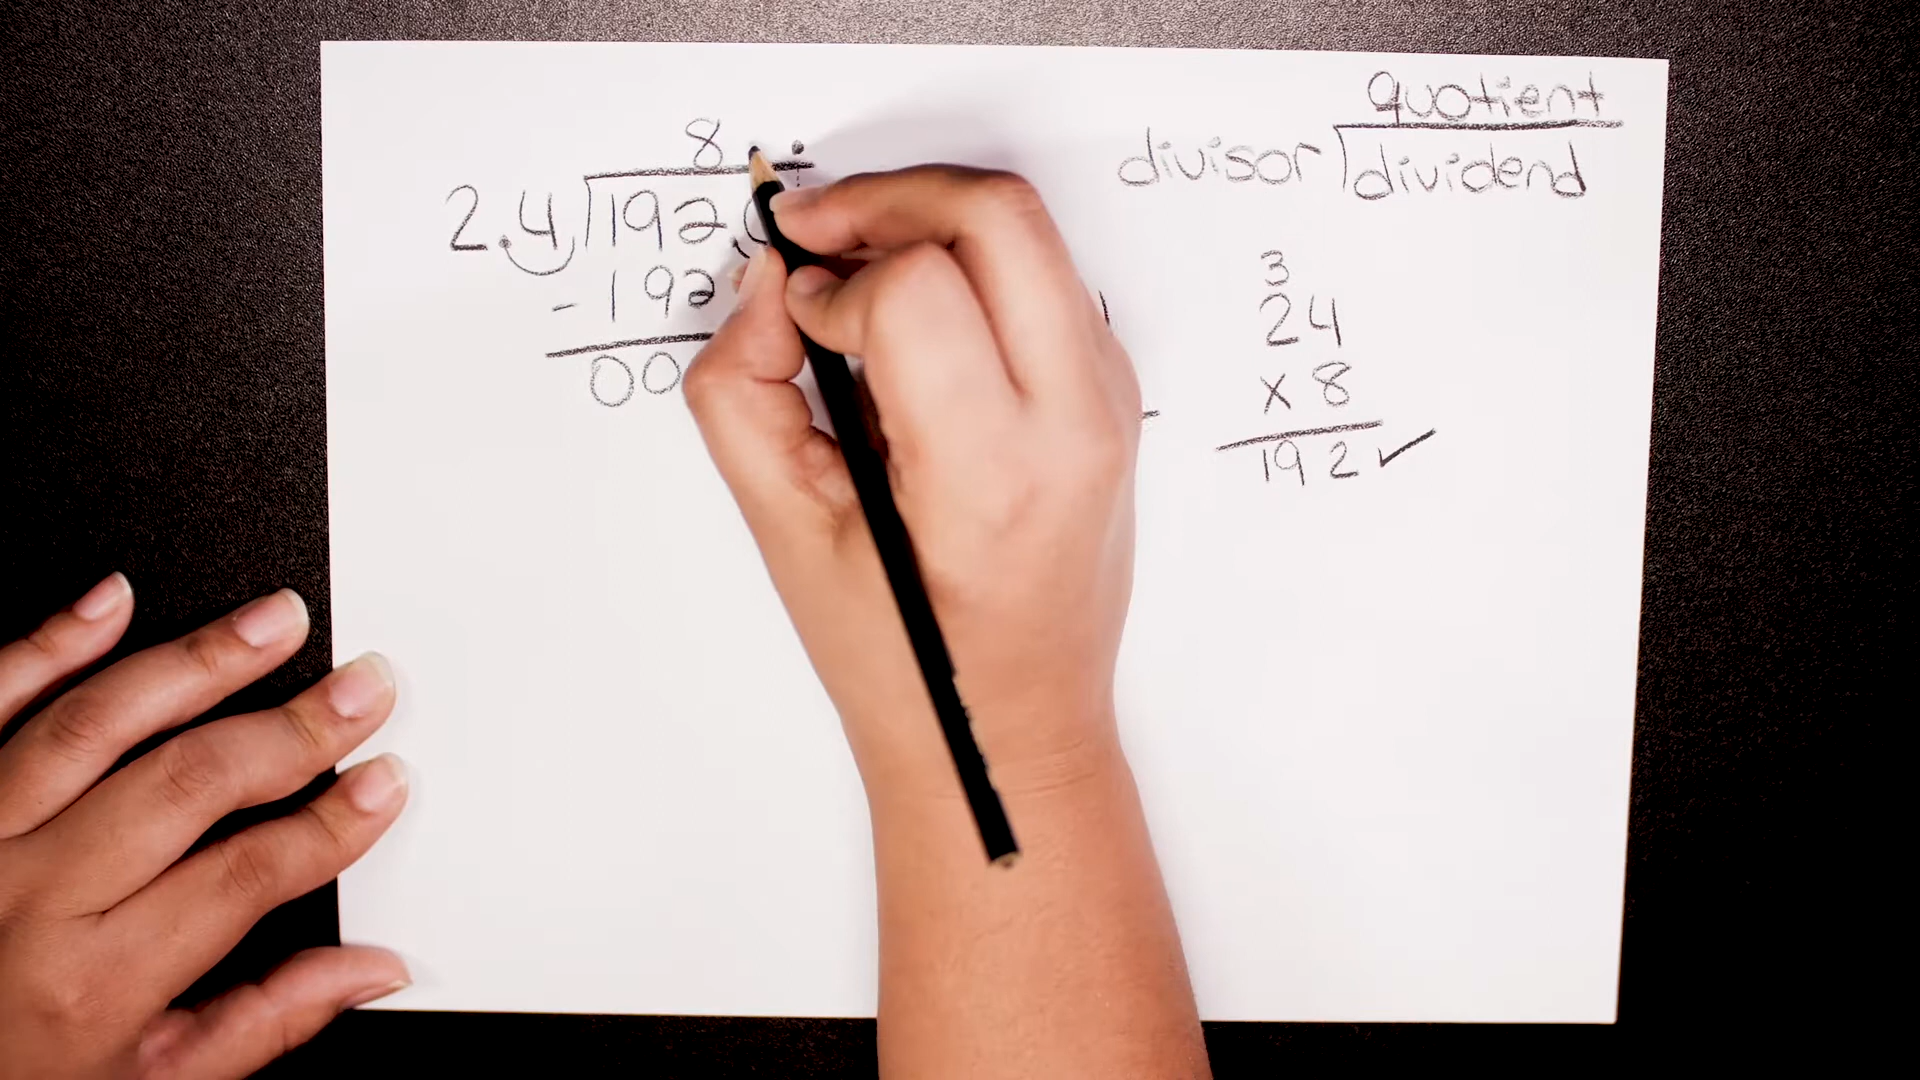 quotient
divisor dividend
8 .
2.4 192.
- 192
00
3
24
x 8
192 ✓